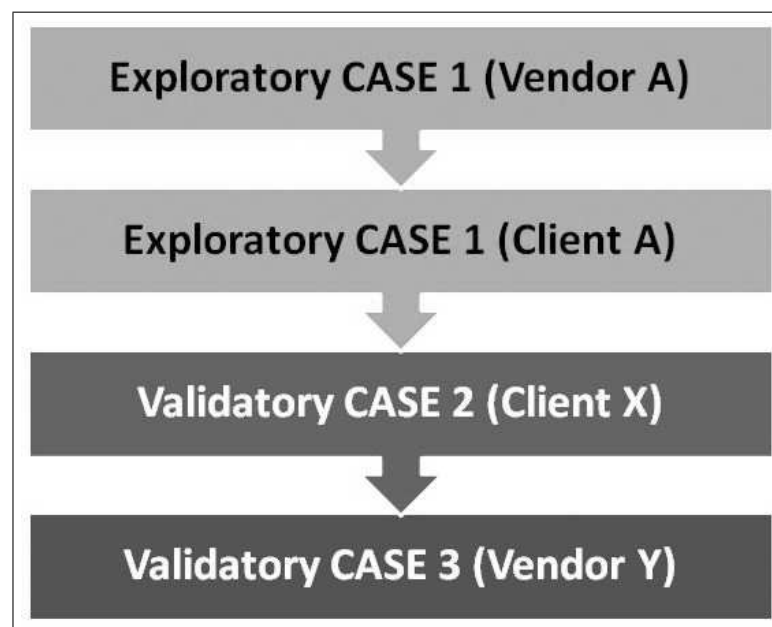 Exploratory CASE 1 (Vendor A)
Exploratory CASE 1 (Client A)
Validatory CASE 2 (Client X)
Validatory CASE 3 (Vendor Y)